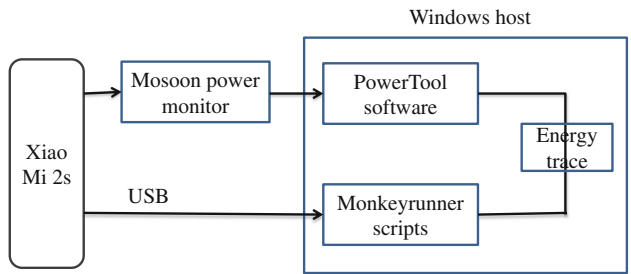 Windows host
Mosoon power
monitor
PowerTool
software
Energy
trace
Xiao
Mi 2s
USB
Monkeyrunner
scripts